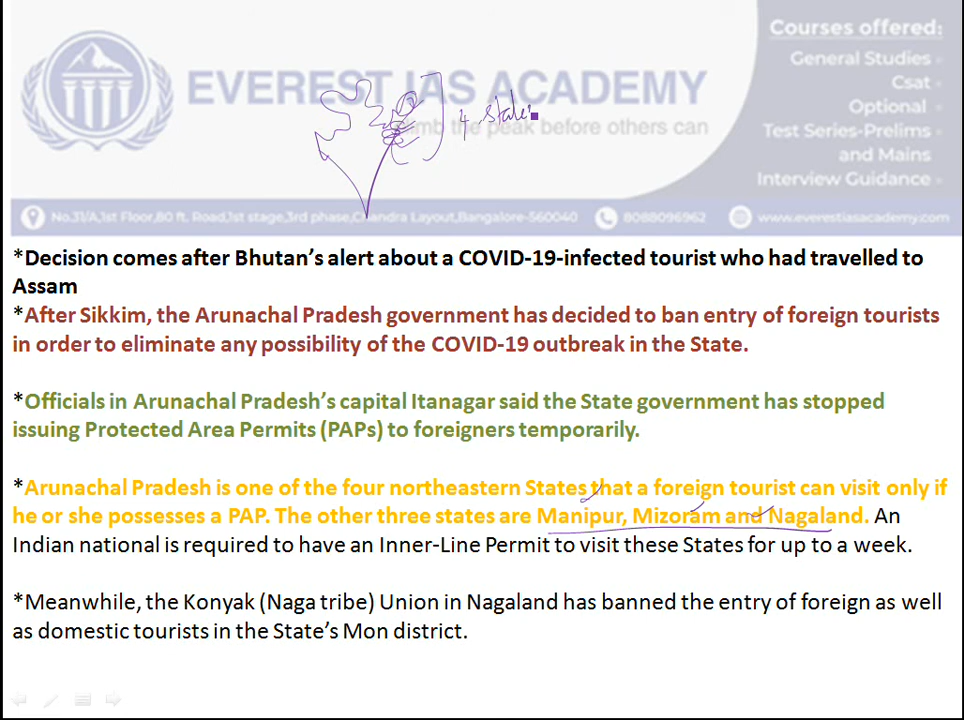 Courses offered:
General Studies
Csat
Optional
Test Series-Prelims
and Mains
Interview Guidance
EVEREST IAS ACADEMY
climb the peak before others can
4 states
No.31/A,1st Floor,80 ft. Road,1st stage,3rd phase,Chandra Layout,Bangalore-560040 8088096962 www.everestiasacademy.com
*Decision comes after Bhutan’s alert about a COVID-19-infected tourist who had travelled to
Assam
*After Sikkim, the Arunachal Pradesh government has decided to ban entry of foreign tourists
in order to eliminate any possibility of the COVID-19 outbreak in the State.
*Officials in Arunachal Pradesh’s capital Itanagar said the State government has stopped
issuing Protected Area Permits (PAPs) to foreigners temporarily.
*Arunachal Pradesh is one of the four northeastern States that a foreign tourist can visit only if
he or she possesses a PAP. The other three states are Manipur, Mizoram and Nagaland. An
Indian national is required to have an Inner-Line Permit to visit these States for up to a week.
*Meanwhile, the Konyak (Naga tribe) Union in Nagaland has banned the entry of foreign as well
as domestic tourists in the State’s Mon district.